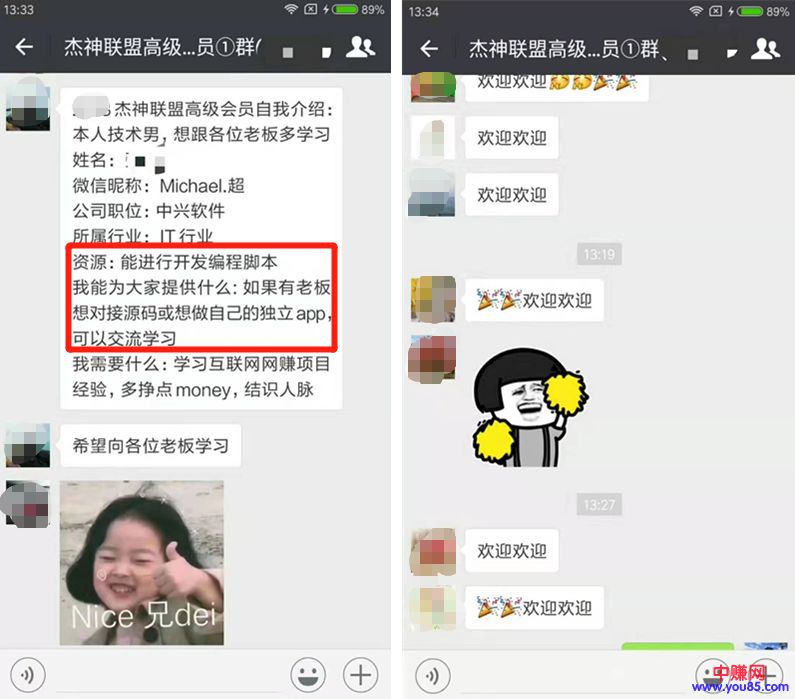 13:33
89%
杰神联盟高级...员①群(
杰神联盟高级会员自我介绍：
本人技术男，想跟各位老板多学习
姓名：
微信昵称：Michael.超
公司职位：中兴软件
所属行业：IT行业
资源：能进行开发编程脚本
我能为大家提供什么：如果有老板
想对接源码或想做自己的独立app，
可以交流学习
我需要什么：学习互联网网赚项目
经验，多挣点money，结识人脉
希望向各位老板学习
Nice 兄dei
13:34
89%
杰神联盟高级...员①群、
欢迎欢迎
欢迎欢迎
欢迎欢迎
13:19
欢迎欢迎
13:27
欢迎欢迎
欢迎欢迎
中赚网
www.you85.com